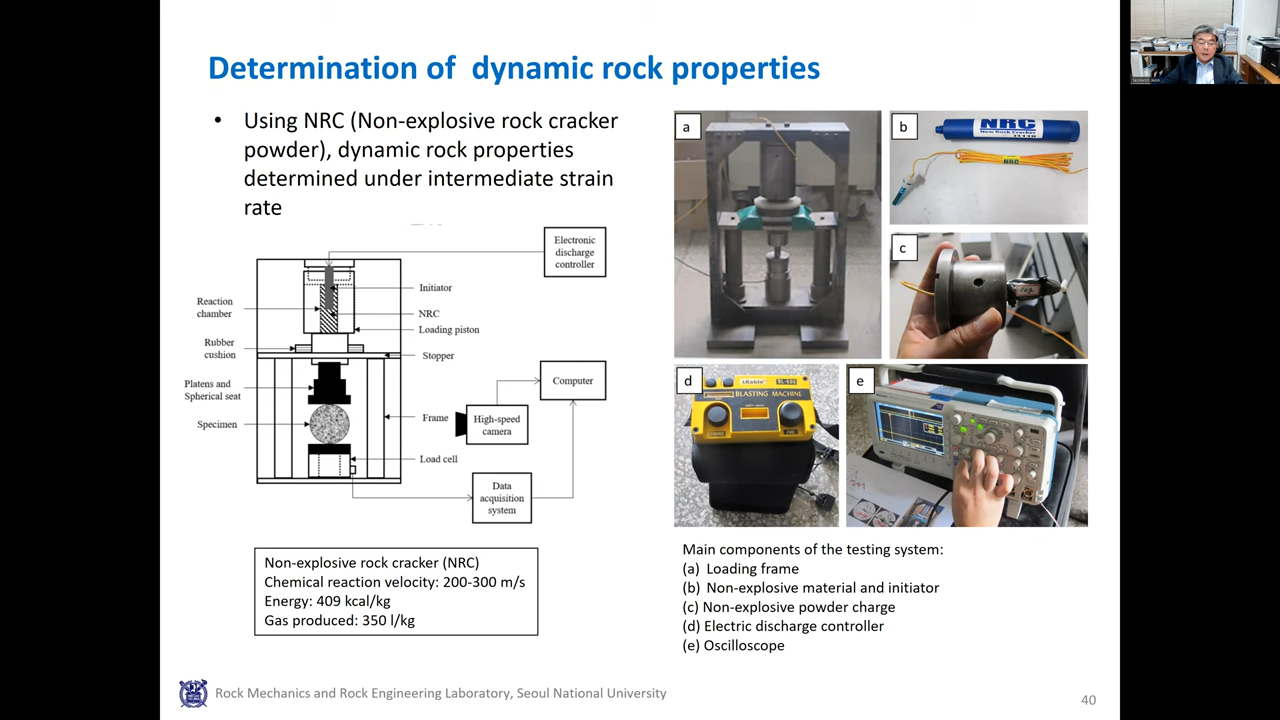 Determination of dynamic rock properties
• Using NRC (Non-explosive rock cracker
powder), dynamic rock properties
determined under intermediate strain
rate
Electronic
discharge
controller
Initiator
Reaction
chamber
NRC
Loading piston
Rubber
cushion
Stopper
Platens and
Spherical seat
Computer
Specimen
Frame
High-speed
camera
Load cell
Data
acquisition
system
Non-explosive rock cracker (NRC)
Chemical reaction velocity: 200-300 m/s
Energy: 409 kcal/kg
Gas produced: 350 l/kg
a
b
NRC
New Rock Cracker
NRC
c
d
BLASTING MACHINE
e
Main components of the testing system:
(a) Loading frame
(b) Non-explosive material and initiator
(c) Non-explosive powder charge
(d) Electric discharge controller
(e) Oscilloscope
Rock Mechanics and Rock Engineering Laboratory, Seoul National University
40